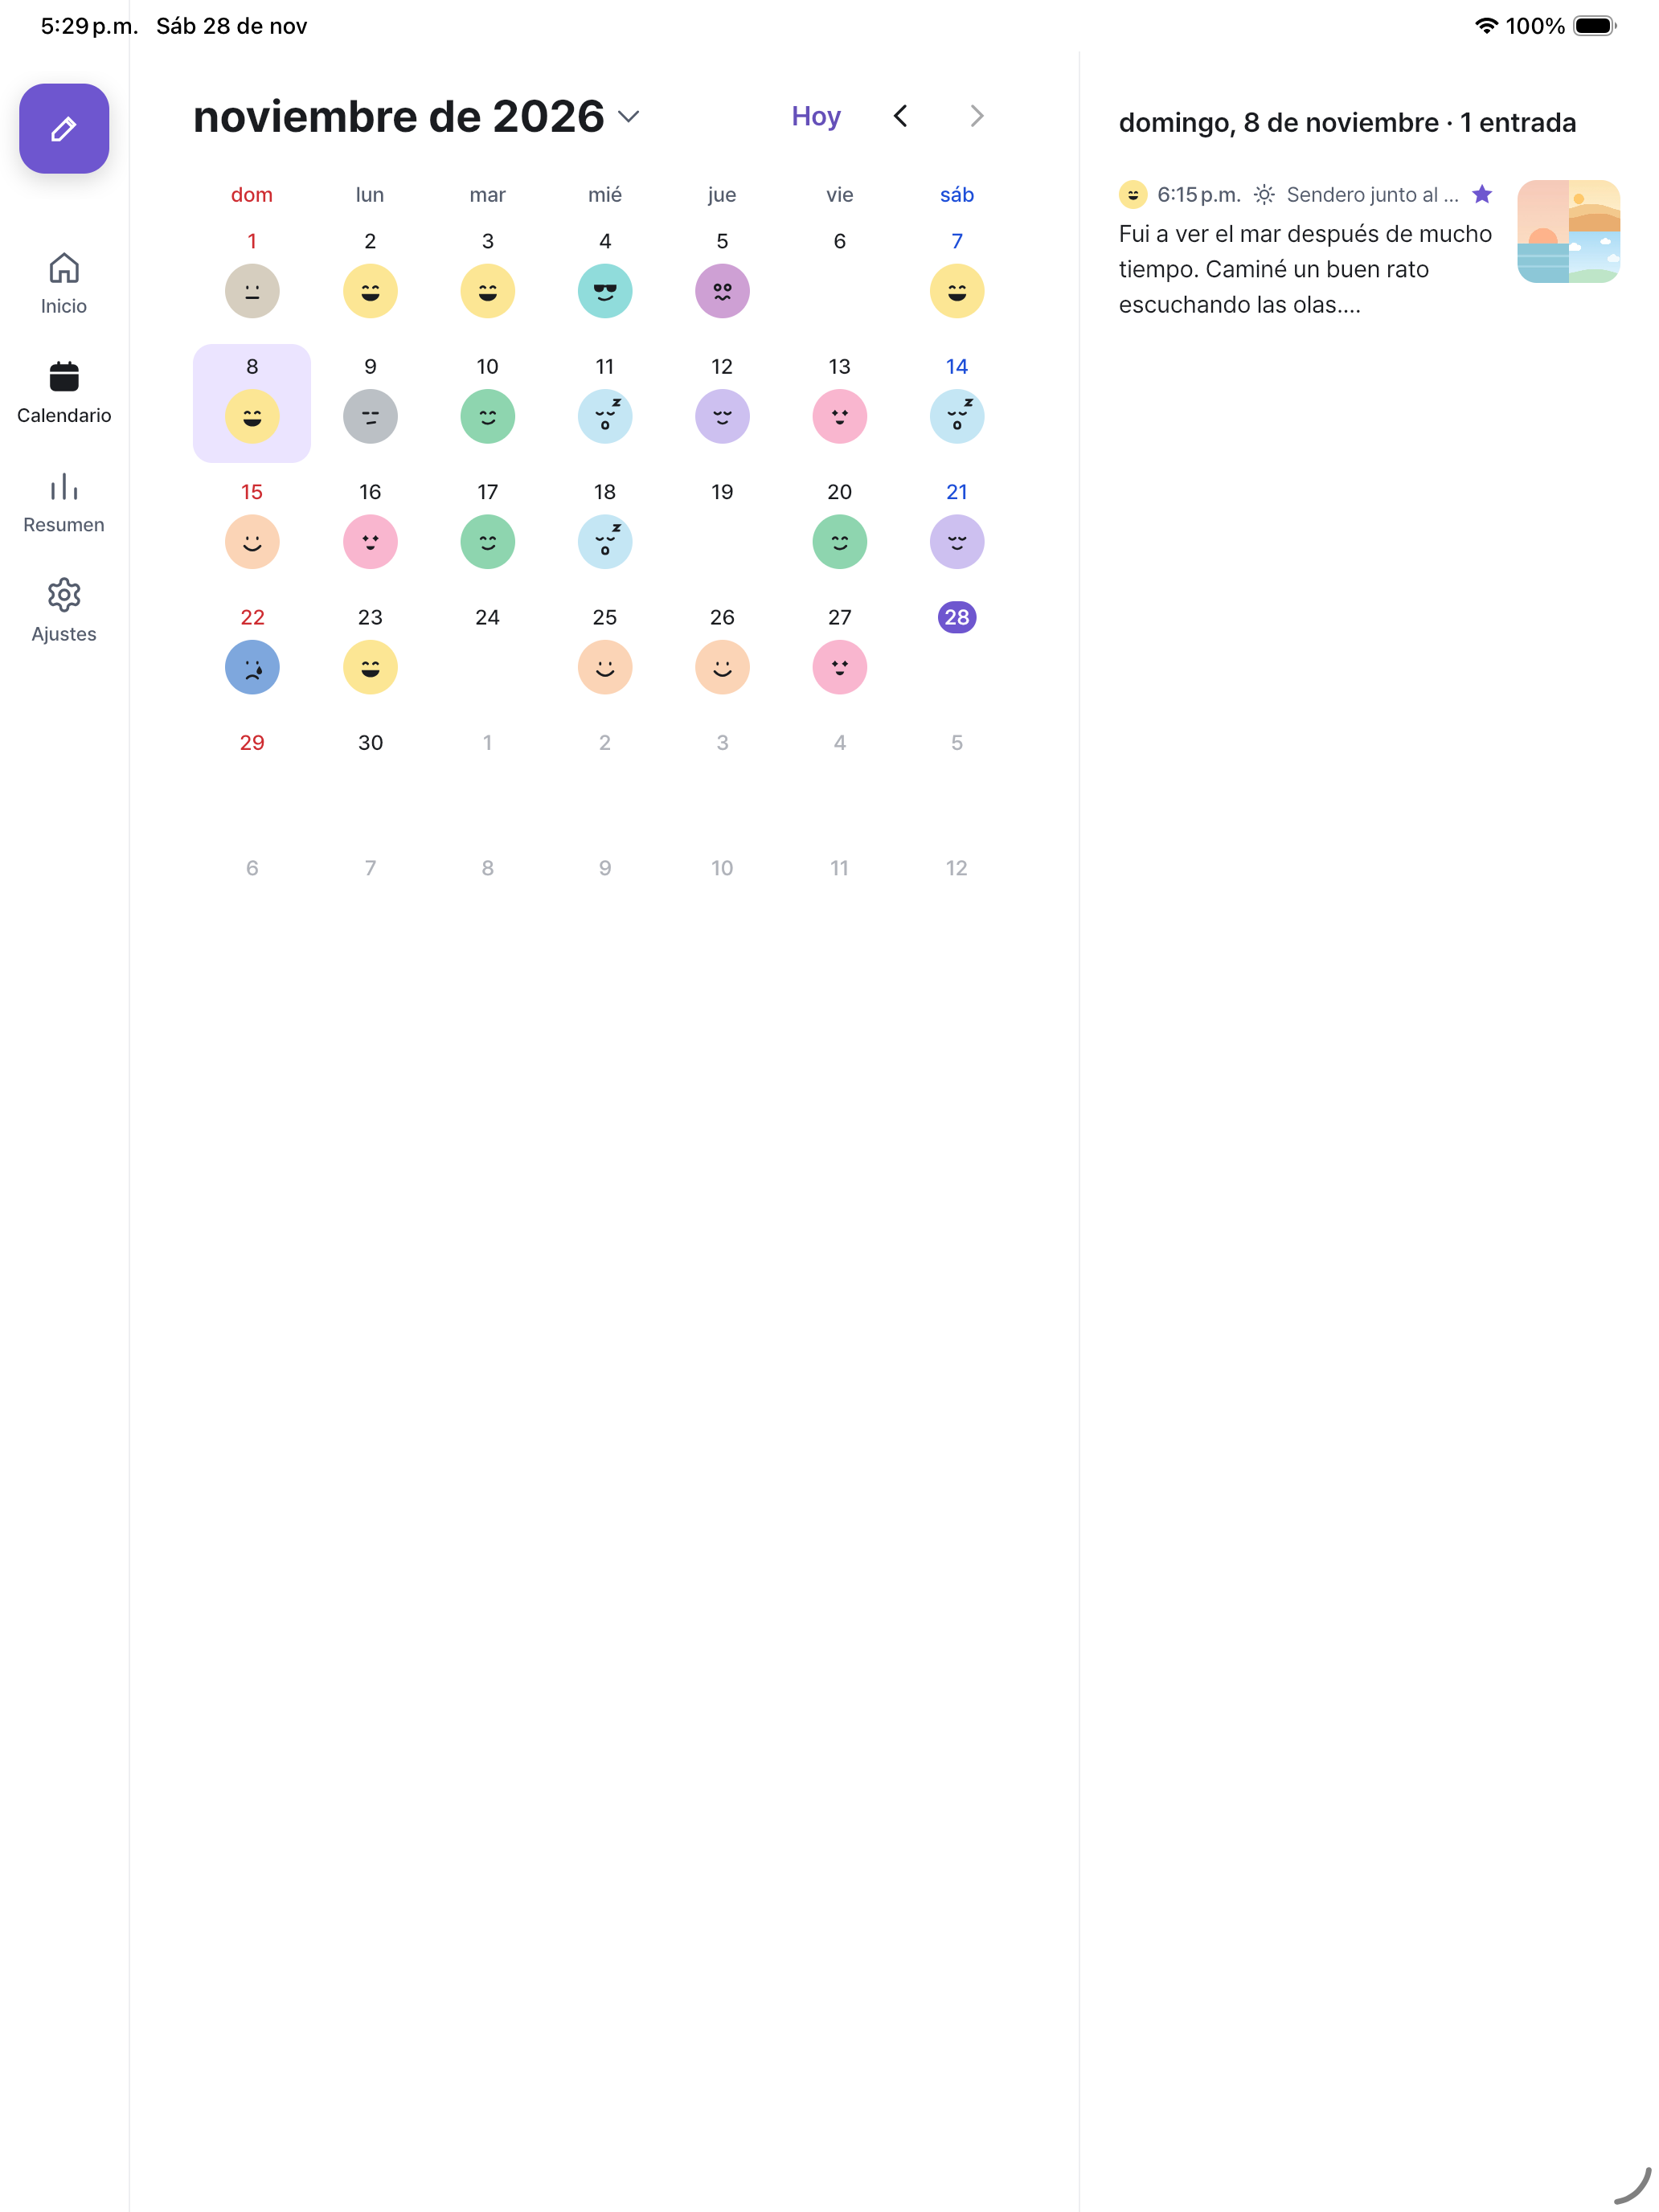 5:29 p.m. Sáb 28 de nov
100%
Inicio
Calendario
Resumen
Ajustes
noviembre de 2026
Hoy
dom lun mar mié jue vie sáb
1 2 3 4 5 6 7
8 9 10 11 12 13 14
15 16 17 18 19 20 21
22 23 24 25 26 27 28
29 30 1 2 3 4 5
6 7 8 9 10 11 12
domingo, 8 de noviembre · 1 entrada
6:15 p.m. Sendero junto al ...
Fui a ver el mar después de mucho
tiempo. Caminé un buen rato
escuchando las olas....